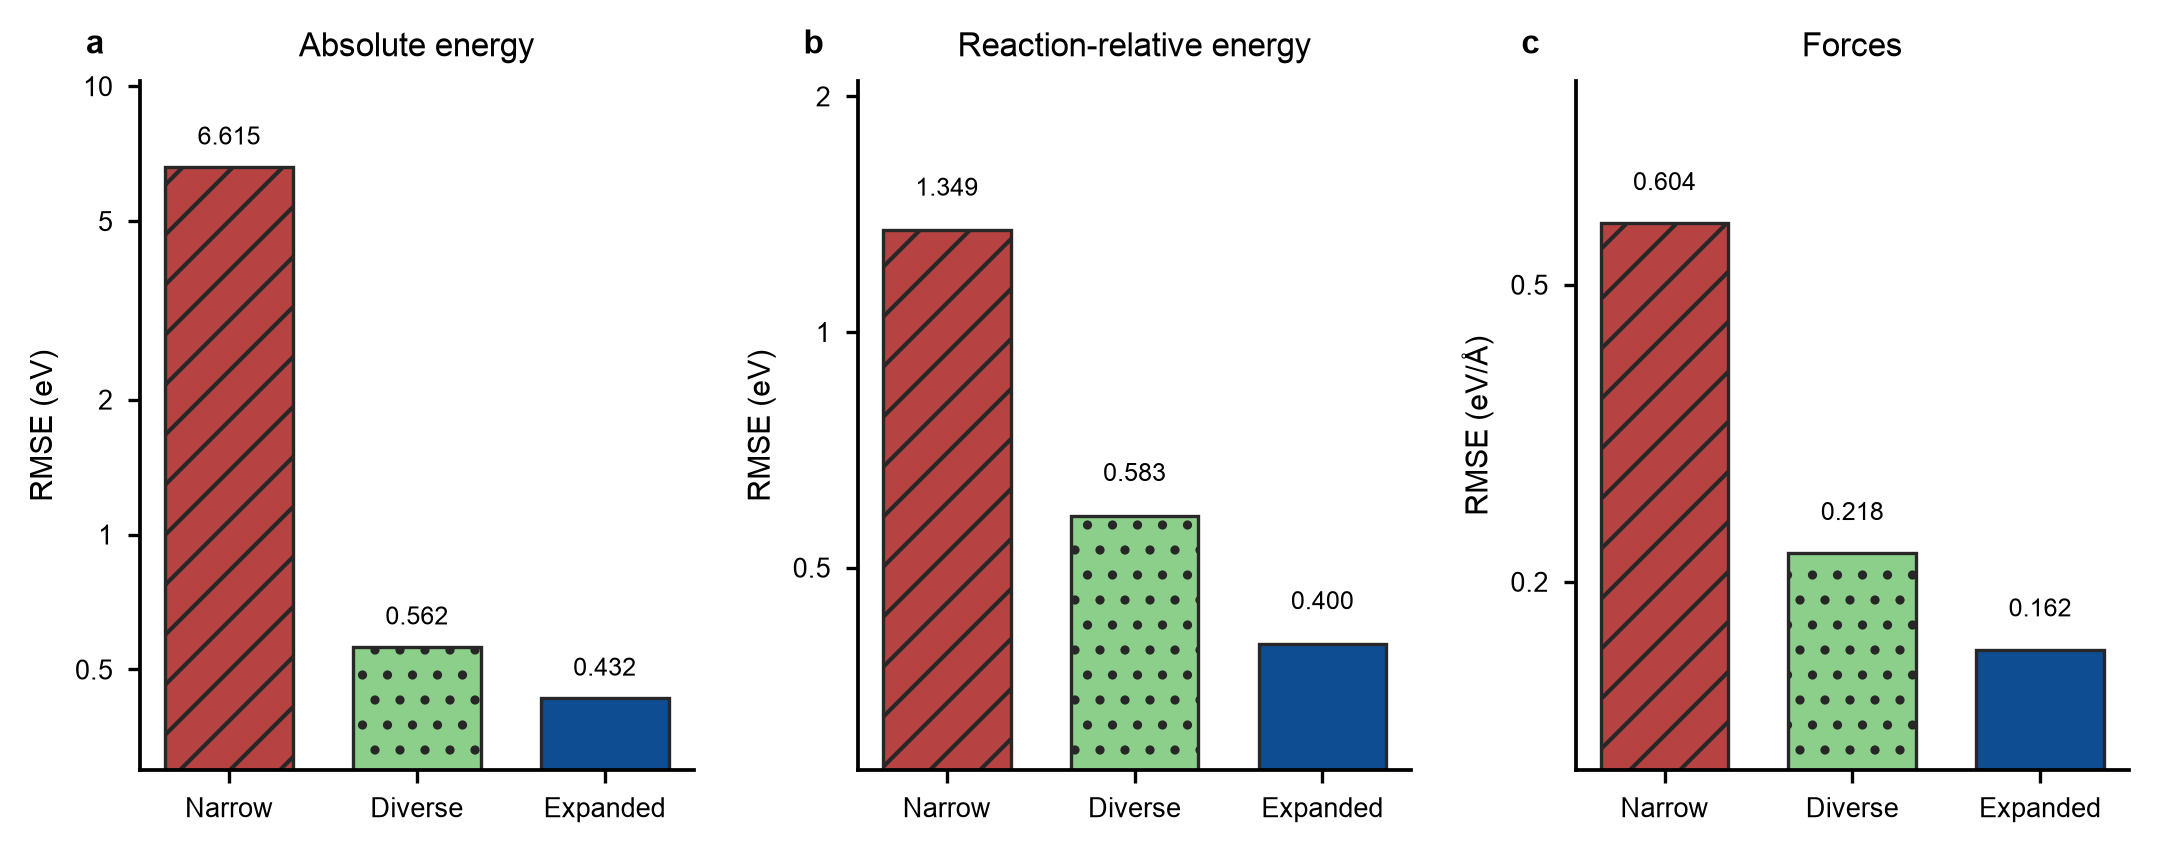 a Absolute energy
RMSE (eV)
10
5
2
1
0.5
6.615
0.562
0.432
Narrow Diverse Expanded
b Reaction-relative energy
RMSE (eV)
2
1
0.5
1.349
0.583
0.400
Narrow Diverse Expanded
c Forces
RMSE (eV/Å)
0.5
0.2
0.604
0.218
0.162
Narrow Diverse Expanded